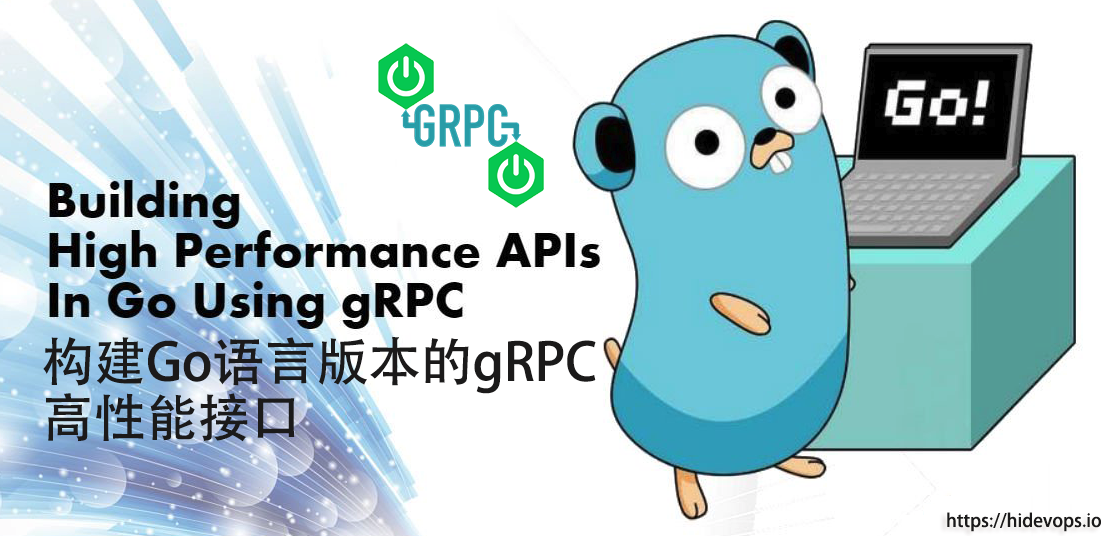 GRPC
Go!
Building
High Performance APIs
In Go Using gRPC
构建Go语言版本的gRPC
高性能接口
https://hidevops.io